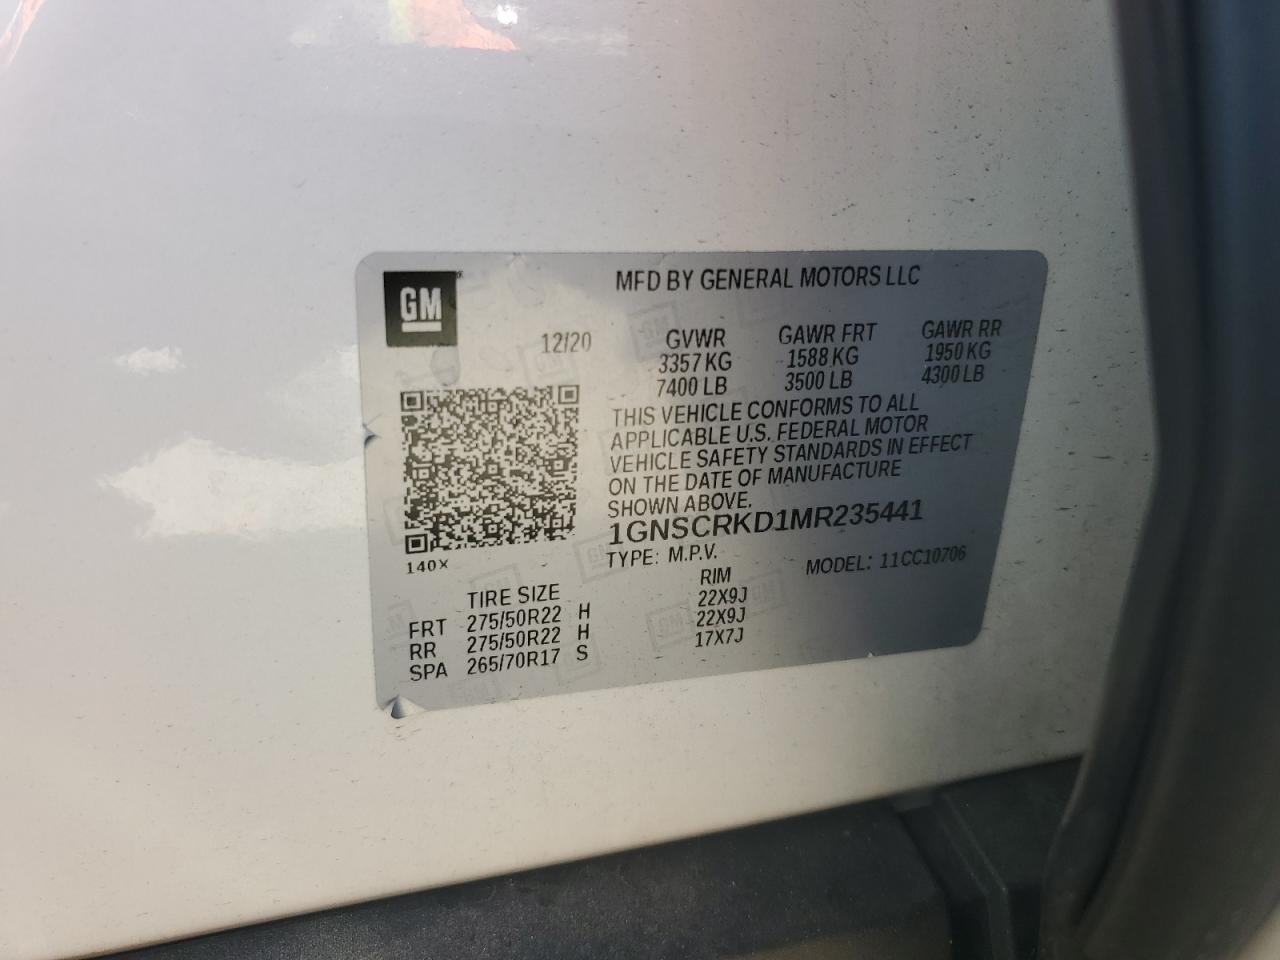 GM
MFD BY GENERAL MOTORS LLC
12/20
GVWR GAWR FRT GAWR RR
3357 KG 1588 KG 1950 KG
7400 LB 3500 LB 4300 LB
THIS VEHICLE CONFORMS TO ALL
APPLICABLE U.S. FEDERAL MOTOR
VEHICLE SAFETY STANDARDS IN EFFECT
ON THE DATE OF MANUFACTURE
SHOWN ABOVE.
1GNSCRKD1MR235441
140X
TYPE: M.P.V. MODEL: 11CC10706
TIRE SIZE RIM
FRT 275/50R22 H 22X9J
RR 275/50R22 H 22X9J
SPA 265/70R17 S 17X7J